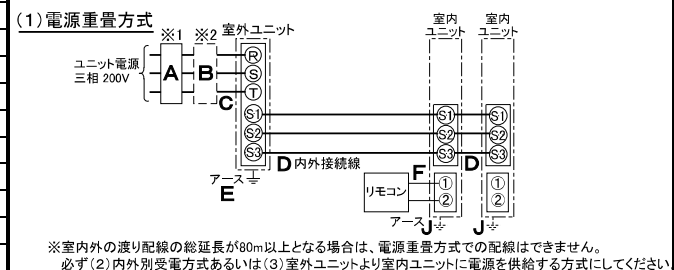 (1)電源重畳方式
※1
※2
室外ユニット
室内
ユニット
室内
ユニット
ユニット電源
三相 200V
A
B
C
R
S
T
S1
S2
S3
S1
S2
S3
S1
S2
S3
D 内外接続線
D
アース
E
リモコン
F
①
②
①
②
アース
J
J
※室内外の渡り配線の総延長が80m以上となる場合は、電源重畳方式での配線はできません。
必ず(2)内外別受電方式あるいは(3)室外ユニットより室内ユニットに電源を供給する方式にしてください。